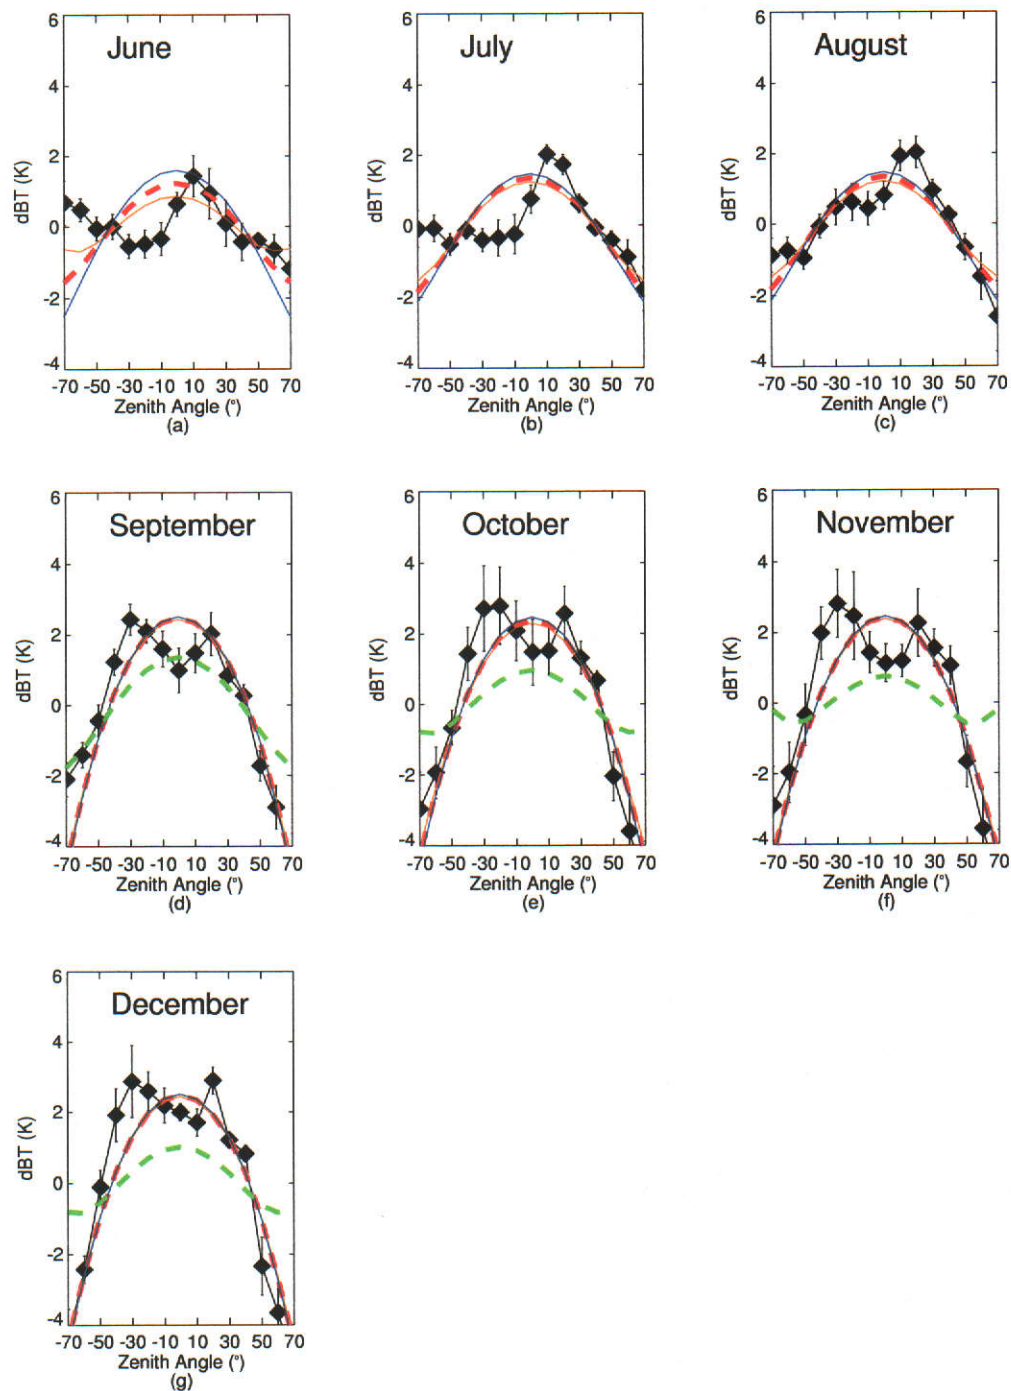 June
July
August
6
4
2
0
-2
-4
dBT (K)
-70 -50 -30 -10 10 30 50 70
Zenith Angle (°)
(a)
6
4
2
0
-2
-4
dBT (K)
-70 -50 -30 -10 10 30 50 70
Zenith Angle (°)
(b)
6
4
2
0
-2
-4
dBT (K)
-70 -50 -30 -10 10 30 50 70
Zenith Angle (°)
(c)
September
October
November
6
4
2
0
-2
-4
dBT (K)
-70 -50 -30 -10 10 30 50 70
Zenith Angle (°)
(d)
6
4
2
0
-2
-4
dBT (K)
-70 -50 -30 -10 10 30 50 70
Zenith Angle (°)
(e)
6
4
2
0
-2
-4
dBT (K)
-70 -50 -30 -10 10 30 50 70
Zenith Angle (°)
(f)
December
6
4
2
0
-2
-4
dBT (K)
-70 -50 -30 -10 10 30 50 70
Zenith Angle (°)
(g)